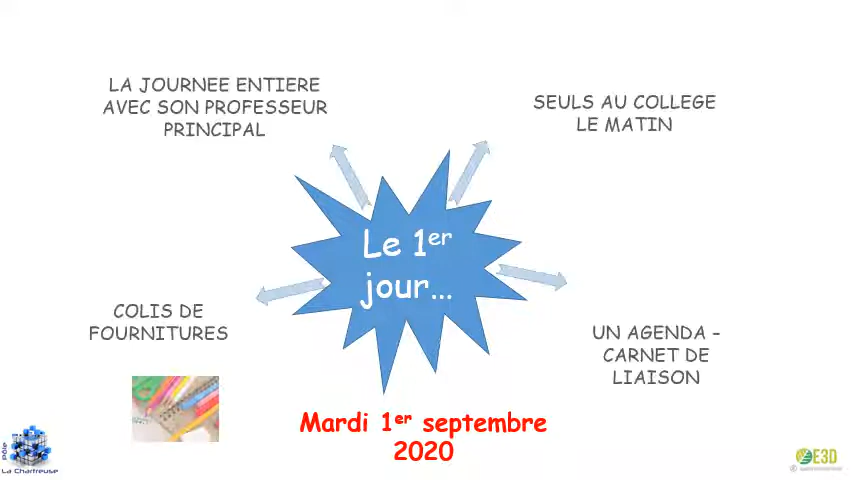 LA JOURNEE ENTIERE
AVEC SON PROFESSEUR
PRINCIPAL
SEULS AU COLLEGE
LE MATIN
Le 1er
jour…
COLIS DE
FOURNITURES
UN AGENDA –
CARNET DE
LIAISON
Mardi 1er septembre
2020
Pôle
La Chartreuse
E3D